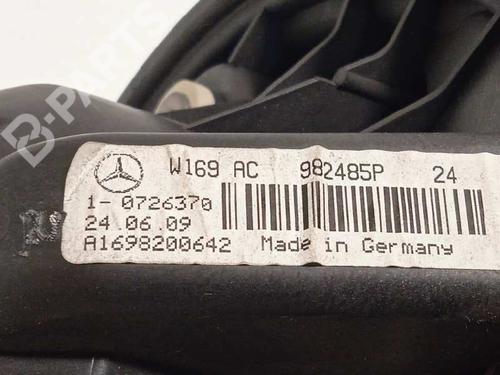 B-PARTS
W169 AC 982485P 24
1-0726370
24.06.09
A1698200642 Made in Germany